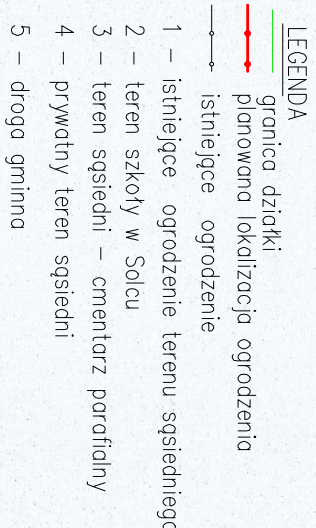 LEGENDA
granica działki
planowana lokalizacja ogrodzenia
istniejące ogrodzenie
1 – istniejące ogrodzenie terenu sąsiedniego
2 – teren szkoły w Solcu
3 – teren sąsiedni – cmentarz parafialny
4 – prywatny teren sąsiedni
5 – droga gminna